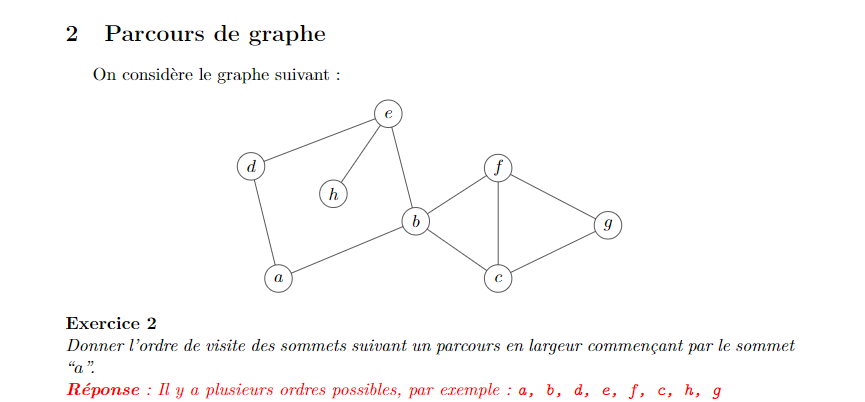 2 Parcours de graphe
On considère le graphe suivant :
e
d
f
h
b
g
a
c
Exercice 2
Donner l'ordre de visite des sommets suivant un parcours en largeur commençant par le sommet
“a”.
Réponse : Il y a plusieurs ordres possibles, par exemple : a, b, d, e, f, c, h, g